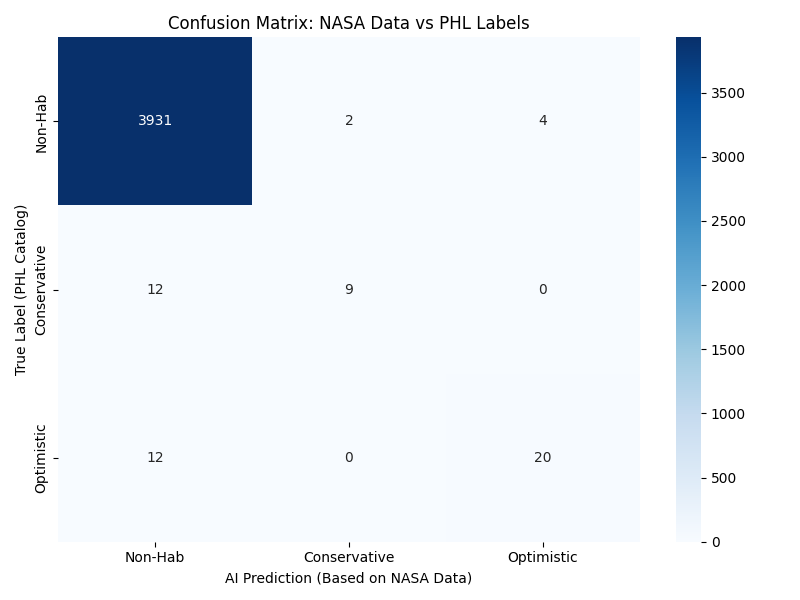 Confusion Matrix: NASA Data vs PHL Labels
True Label (PHL Catalog)
Non-Hab
3931 2 4
Conservative
12 9 0
Optimistic
12 0 20
Non-Hab Conservative Optimistic
AI Prediction (Based on NASA Data)
3500
3000
2500
2000
1500
1000
500
0